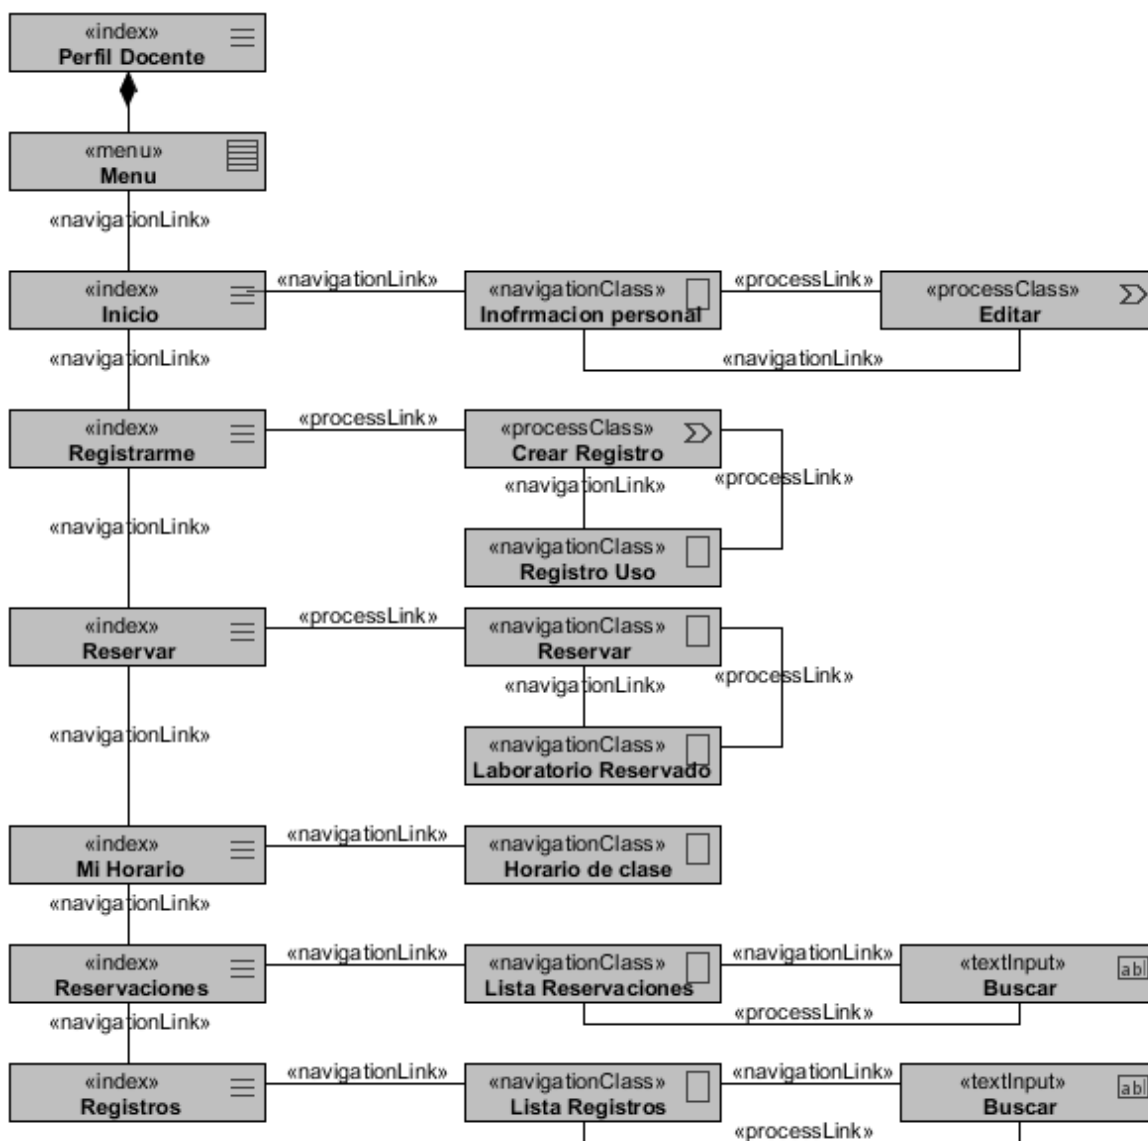 «index»
Perfil Docente
«menu»
Menu
«navigationLink»
«index»
Inicio
«navigationLink»
«navigationClass»
Inofrmacion personal
«processLink»
«processClass»
Editar
«navigationLink»
«navigationLink»
«index»
Registrarme
«processLink»
«processClass»
Crear Registro
«navigationLink»
«processLink»
«navigationClass»
Registro Uso
«navigationLink»
«index»
Reservar
«processLink»
«navigationClass»
Reservar
«navigationLink»
«processLink»
«navigationClass»
Laboratorio Reservado
«navigationLink»
«index»
Mi Horario
«navigationLink»
«navigationClass»
Horario de clase
«navigationLink»
«index»
Reservaciones
«navigationLink»
«navigationClass»
Lista Reservaciones
«navigationLink»
«textInput»
Buscar
ab|
«processLink»
«navigationLink»
«index»
Registros
«navigationLink»
«navigationClass»
Lista Registros
«navigationLink»
«textInput»
Buscar
ab|
«processLink»